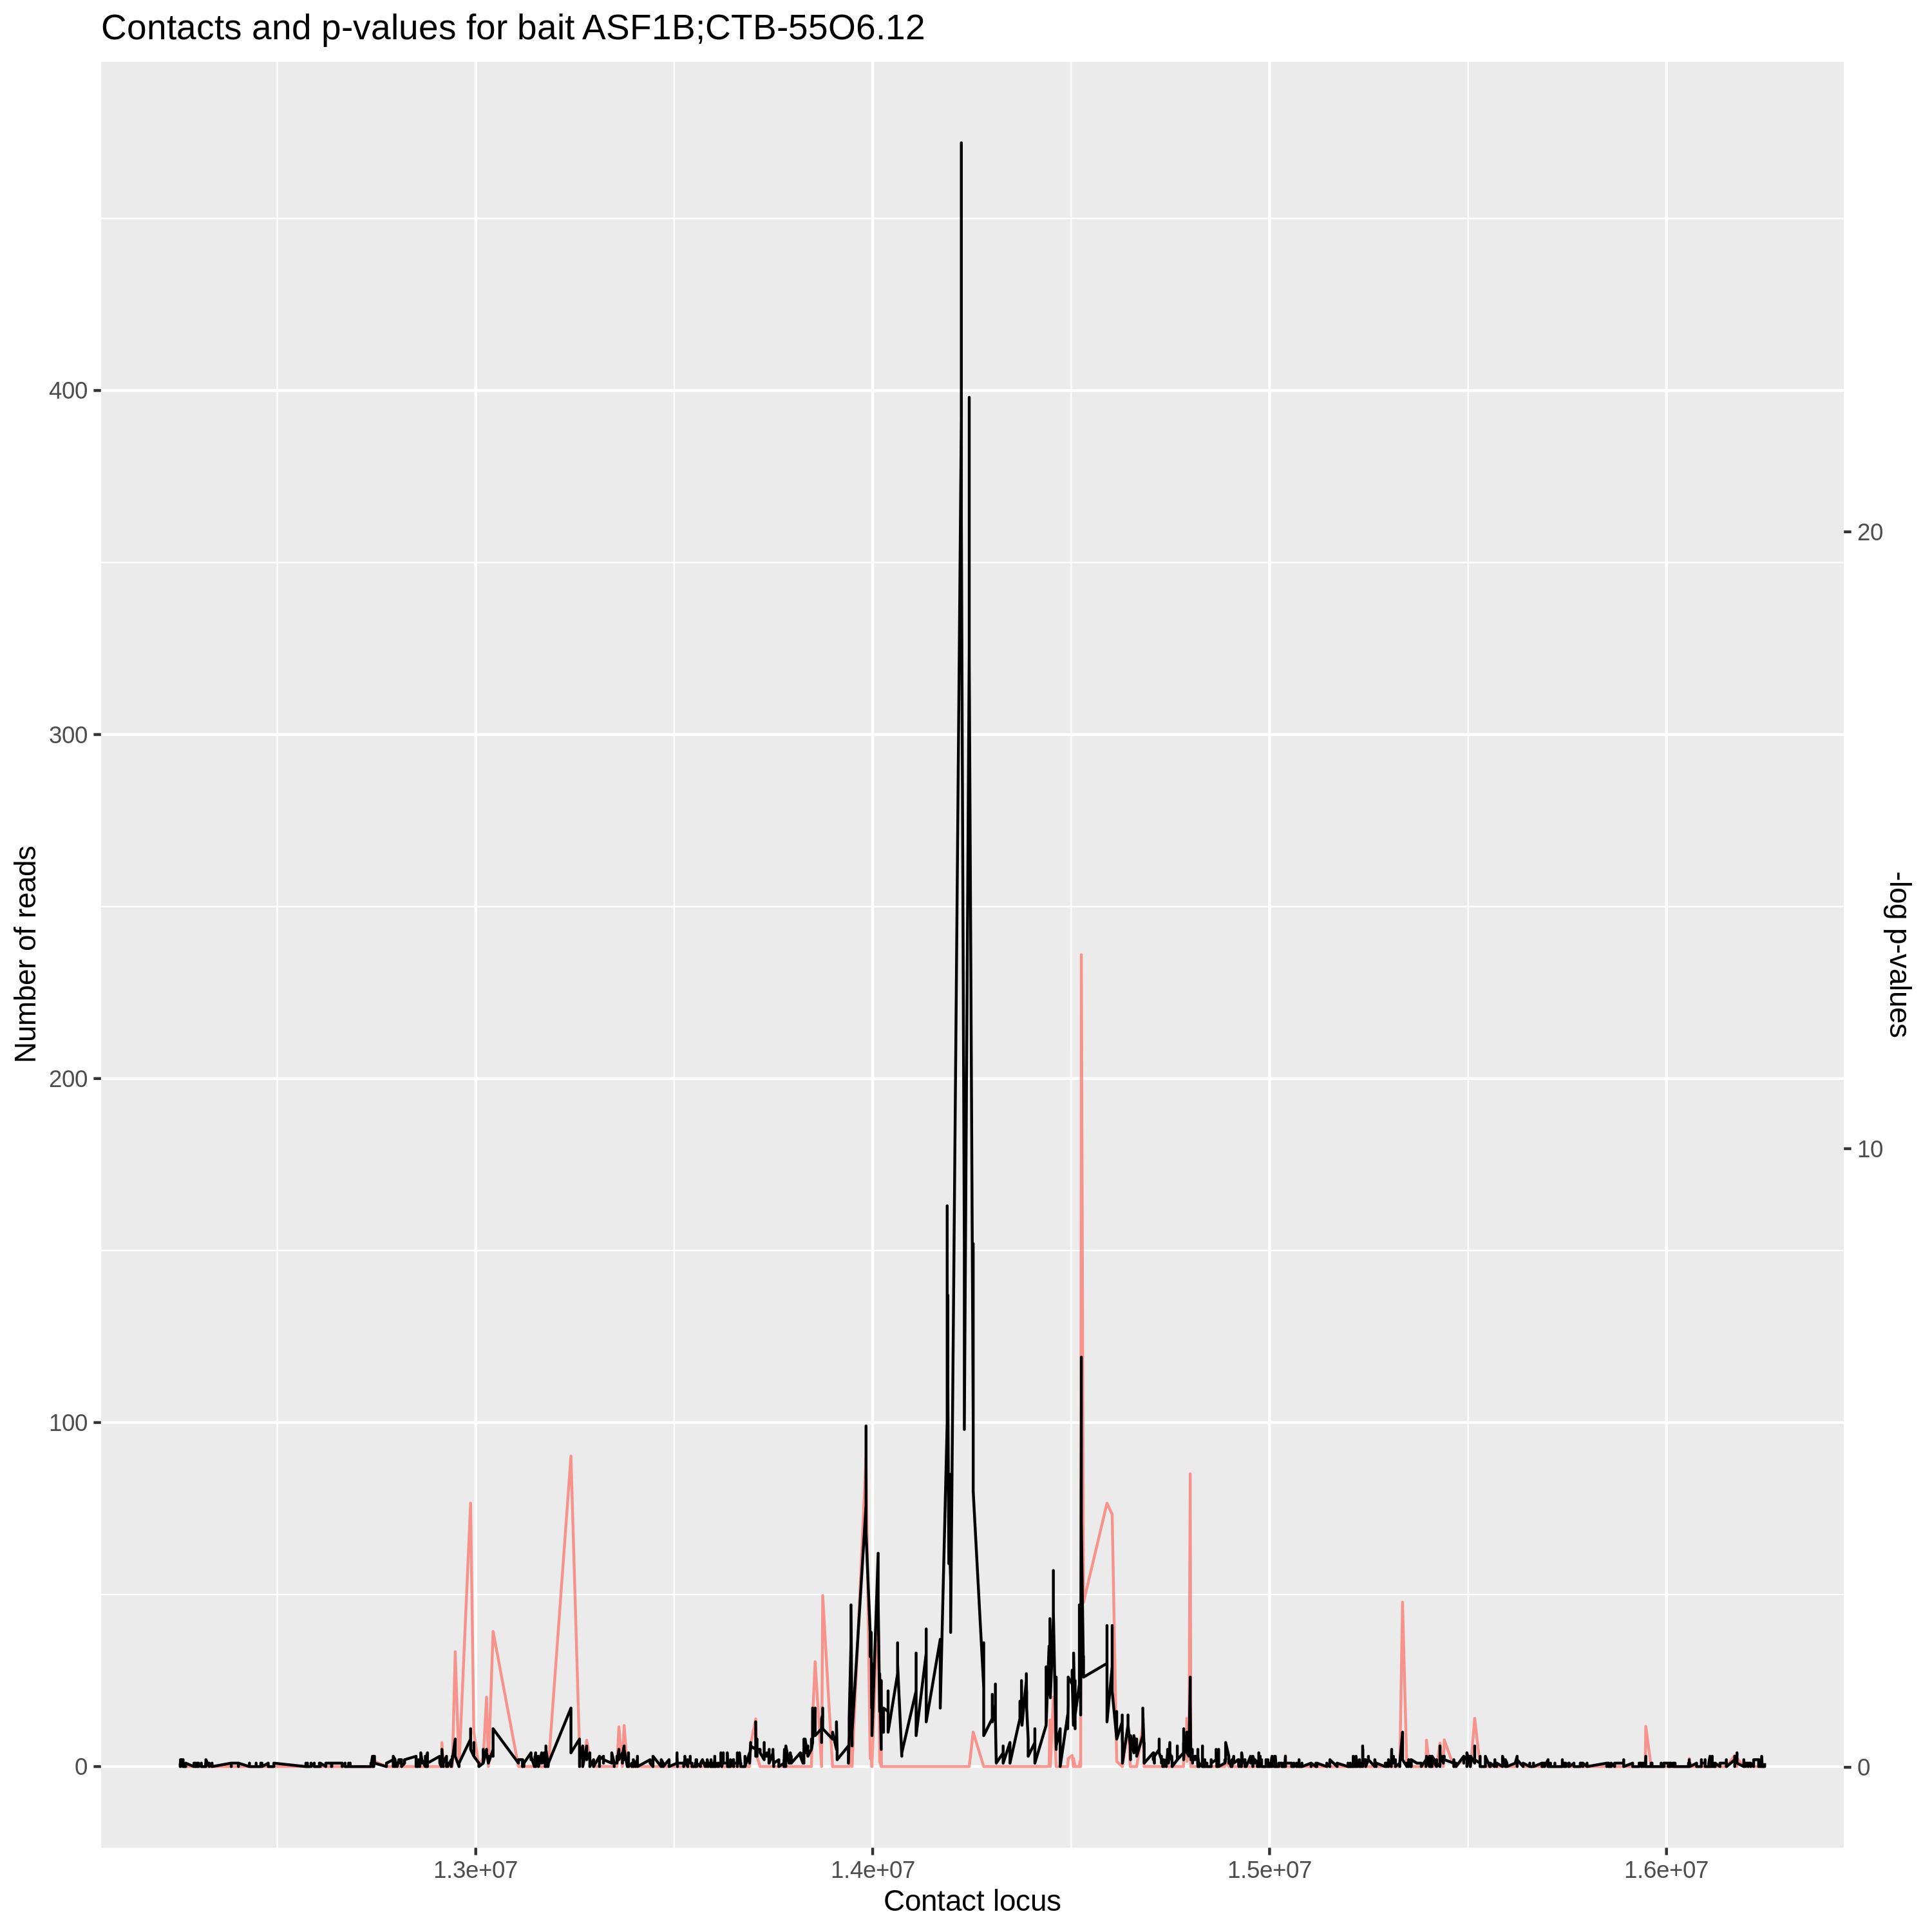 Contacts and p-values for bait ASF1B;CTB-55O6.12
Number of reads
400
300
200
100
0
20
10
0
-log p-values
1.3e+07
1.4e+07
1.5e+07
1.6e+07
Contact locus